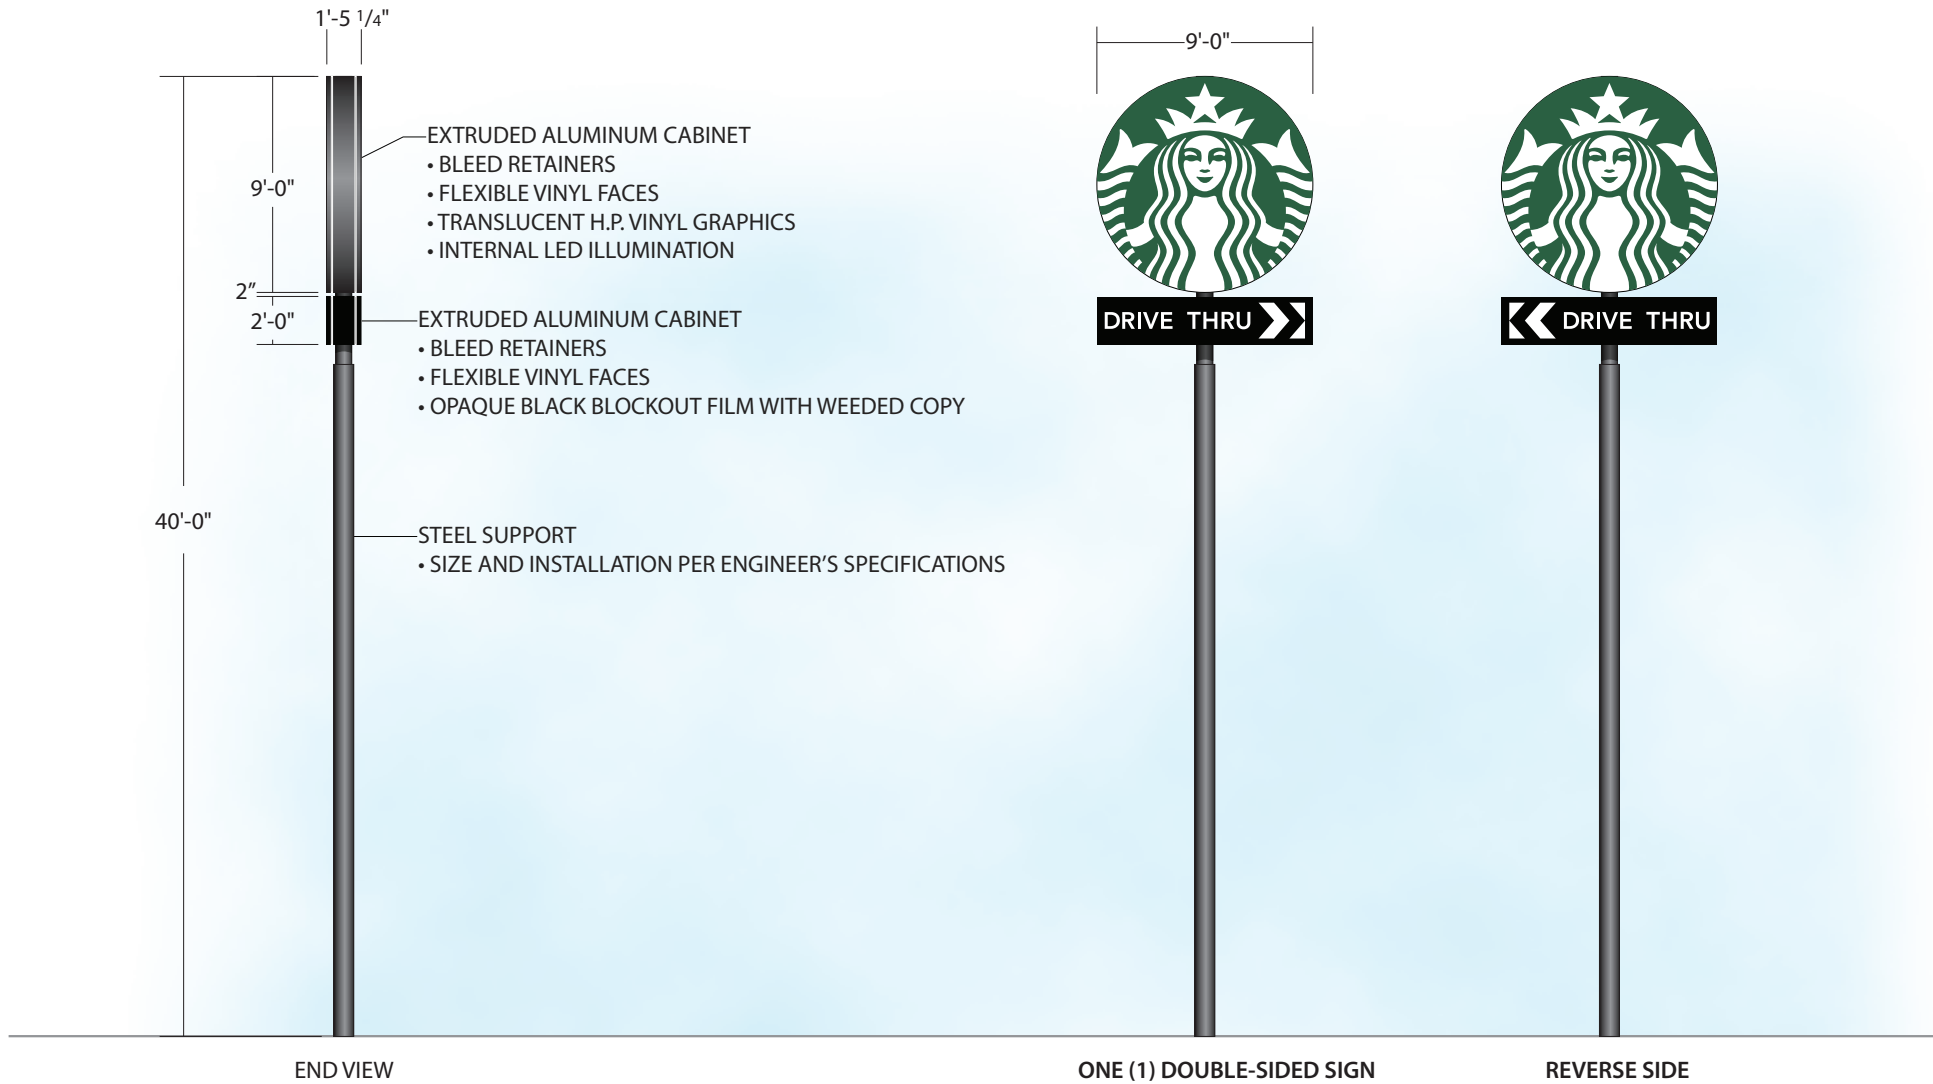 1'-5 1/4"
9'-0"
EXTRUDED ALUMINUM CABINET
• BLEED RETAINERS
• FLEXIBLE VINYL FACES
• TRANSLUCENT H.P. VINYL GRAPHICS
• INTERNAL LED ILLUMINATION
9'-0"
2”
2'-0"
EXTRUDED ALUMINUM CABINET
• BLEED RETAINERS
• FLEXIBLE VINYL FACES
• OPAQUE BLACK BLOCKOUT FILM WITH WEEDED COPY
DRIVE THRU
DRIVE THRU
40'-0"
STEEL SUPPORT
• SIZE AND INSTALLATION PER ENGINEER’S SPECIFICATIONS
END VIEW
ONE (1) DOUBLE-SIDED SIGN
REVERSE SIDE